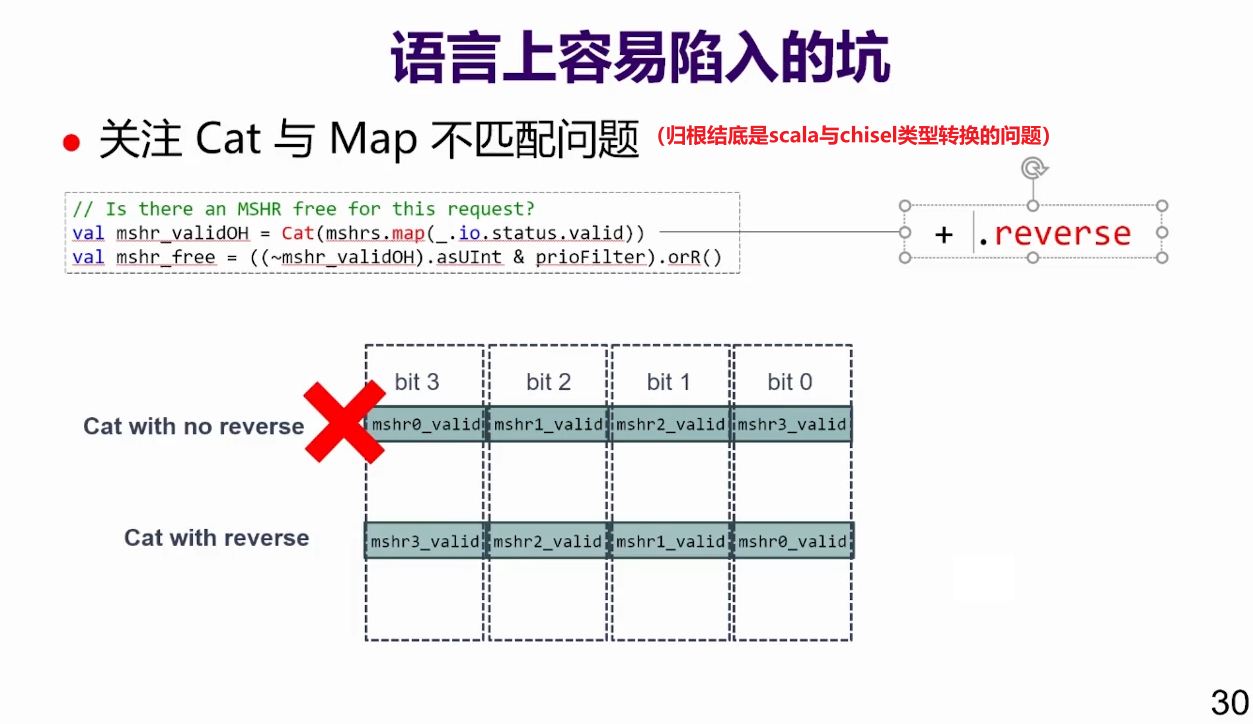 语言上容易陷入的坑
• 关注 Cat 与 Map 不匹配问题 (归根结底是scala与chisel类型转换的问题)
// Is there an MSHR free for this request?
val mshr_validOH = Cat(mshrs.map(_.io.status.valid))
val mshr_free = ((~mshr_validOH).asUInt & prioFilter).orR()
+ .reverse
bit 3 bit 2 bit 1 bit 0
Cat with no reverse mshr0_valid mshr1_valid mshr2_valid mshr3_valid
Cat with reverse mshr3_valid mshr2_valid mshr1_valid mshr0_valid
30